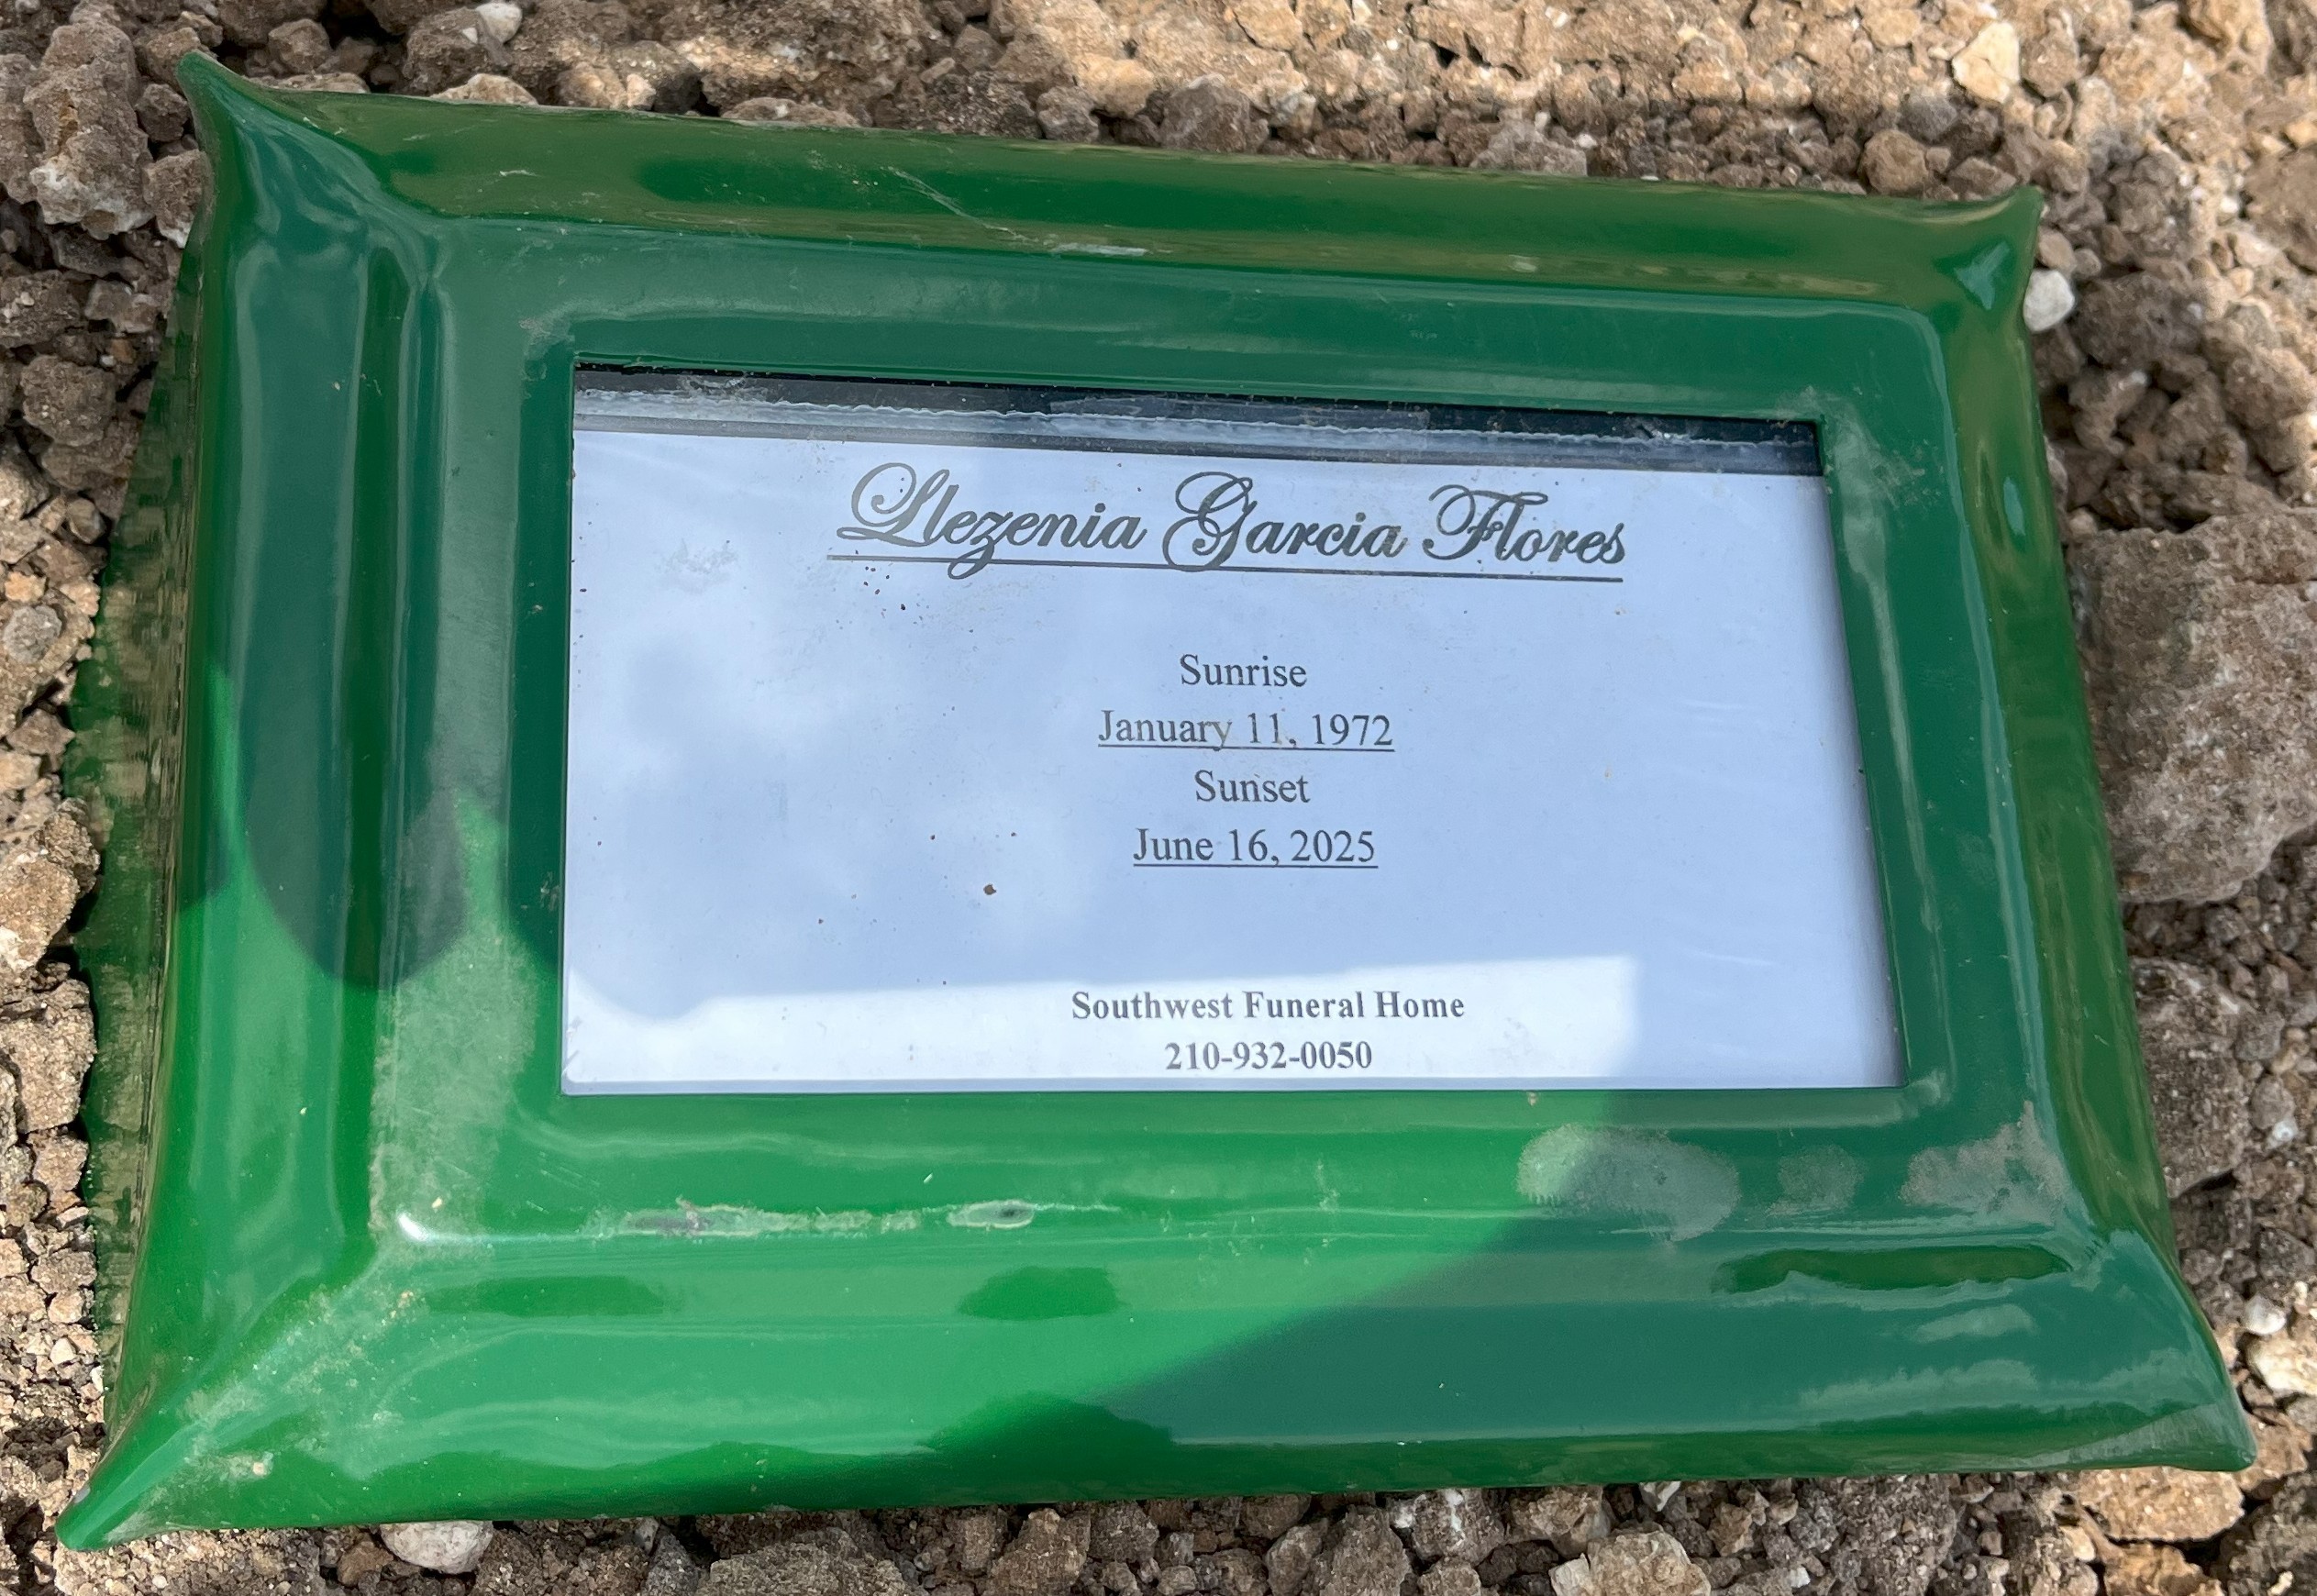 Llezenia Garcia Flores
Sunrise
January 11, 1972
Sunset
June 16, 2025
Southwest Funeral Home
210-932-0050